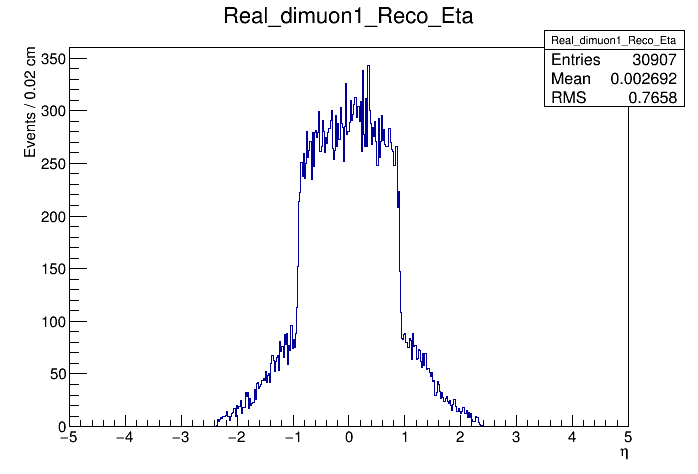 Real_dimuon1_Reco_Eta
Real_dimuon1_Reco_Eta
Entries 30907
Mean 0.002692
RMS 0.7658
Events / 0.02 cm
350
300
250
200
150
100
50
0
−5 −4 −3 −2 −1 0 1 2 3 4 5
η